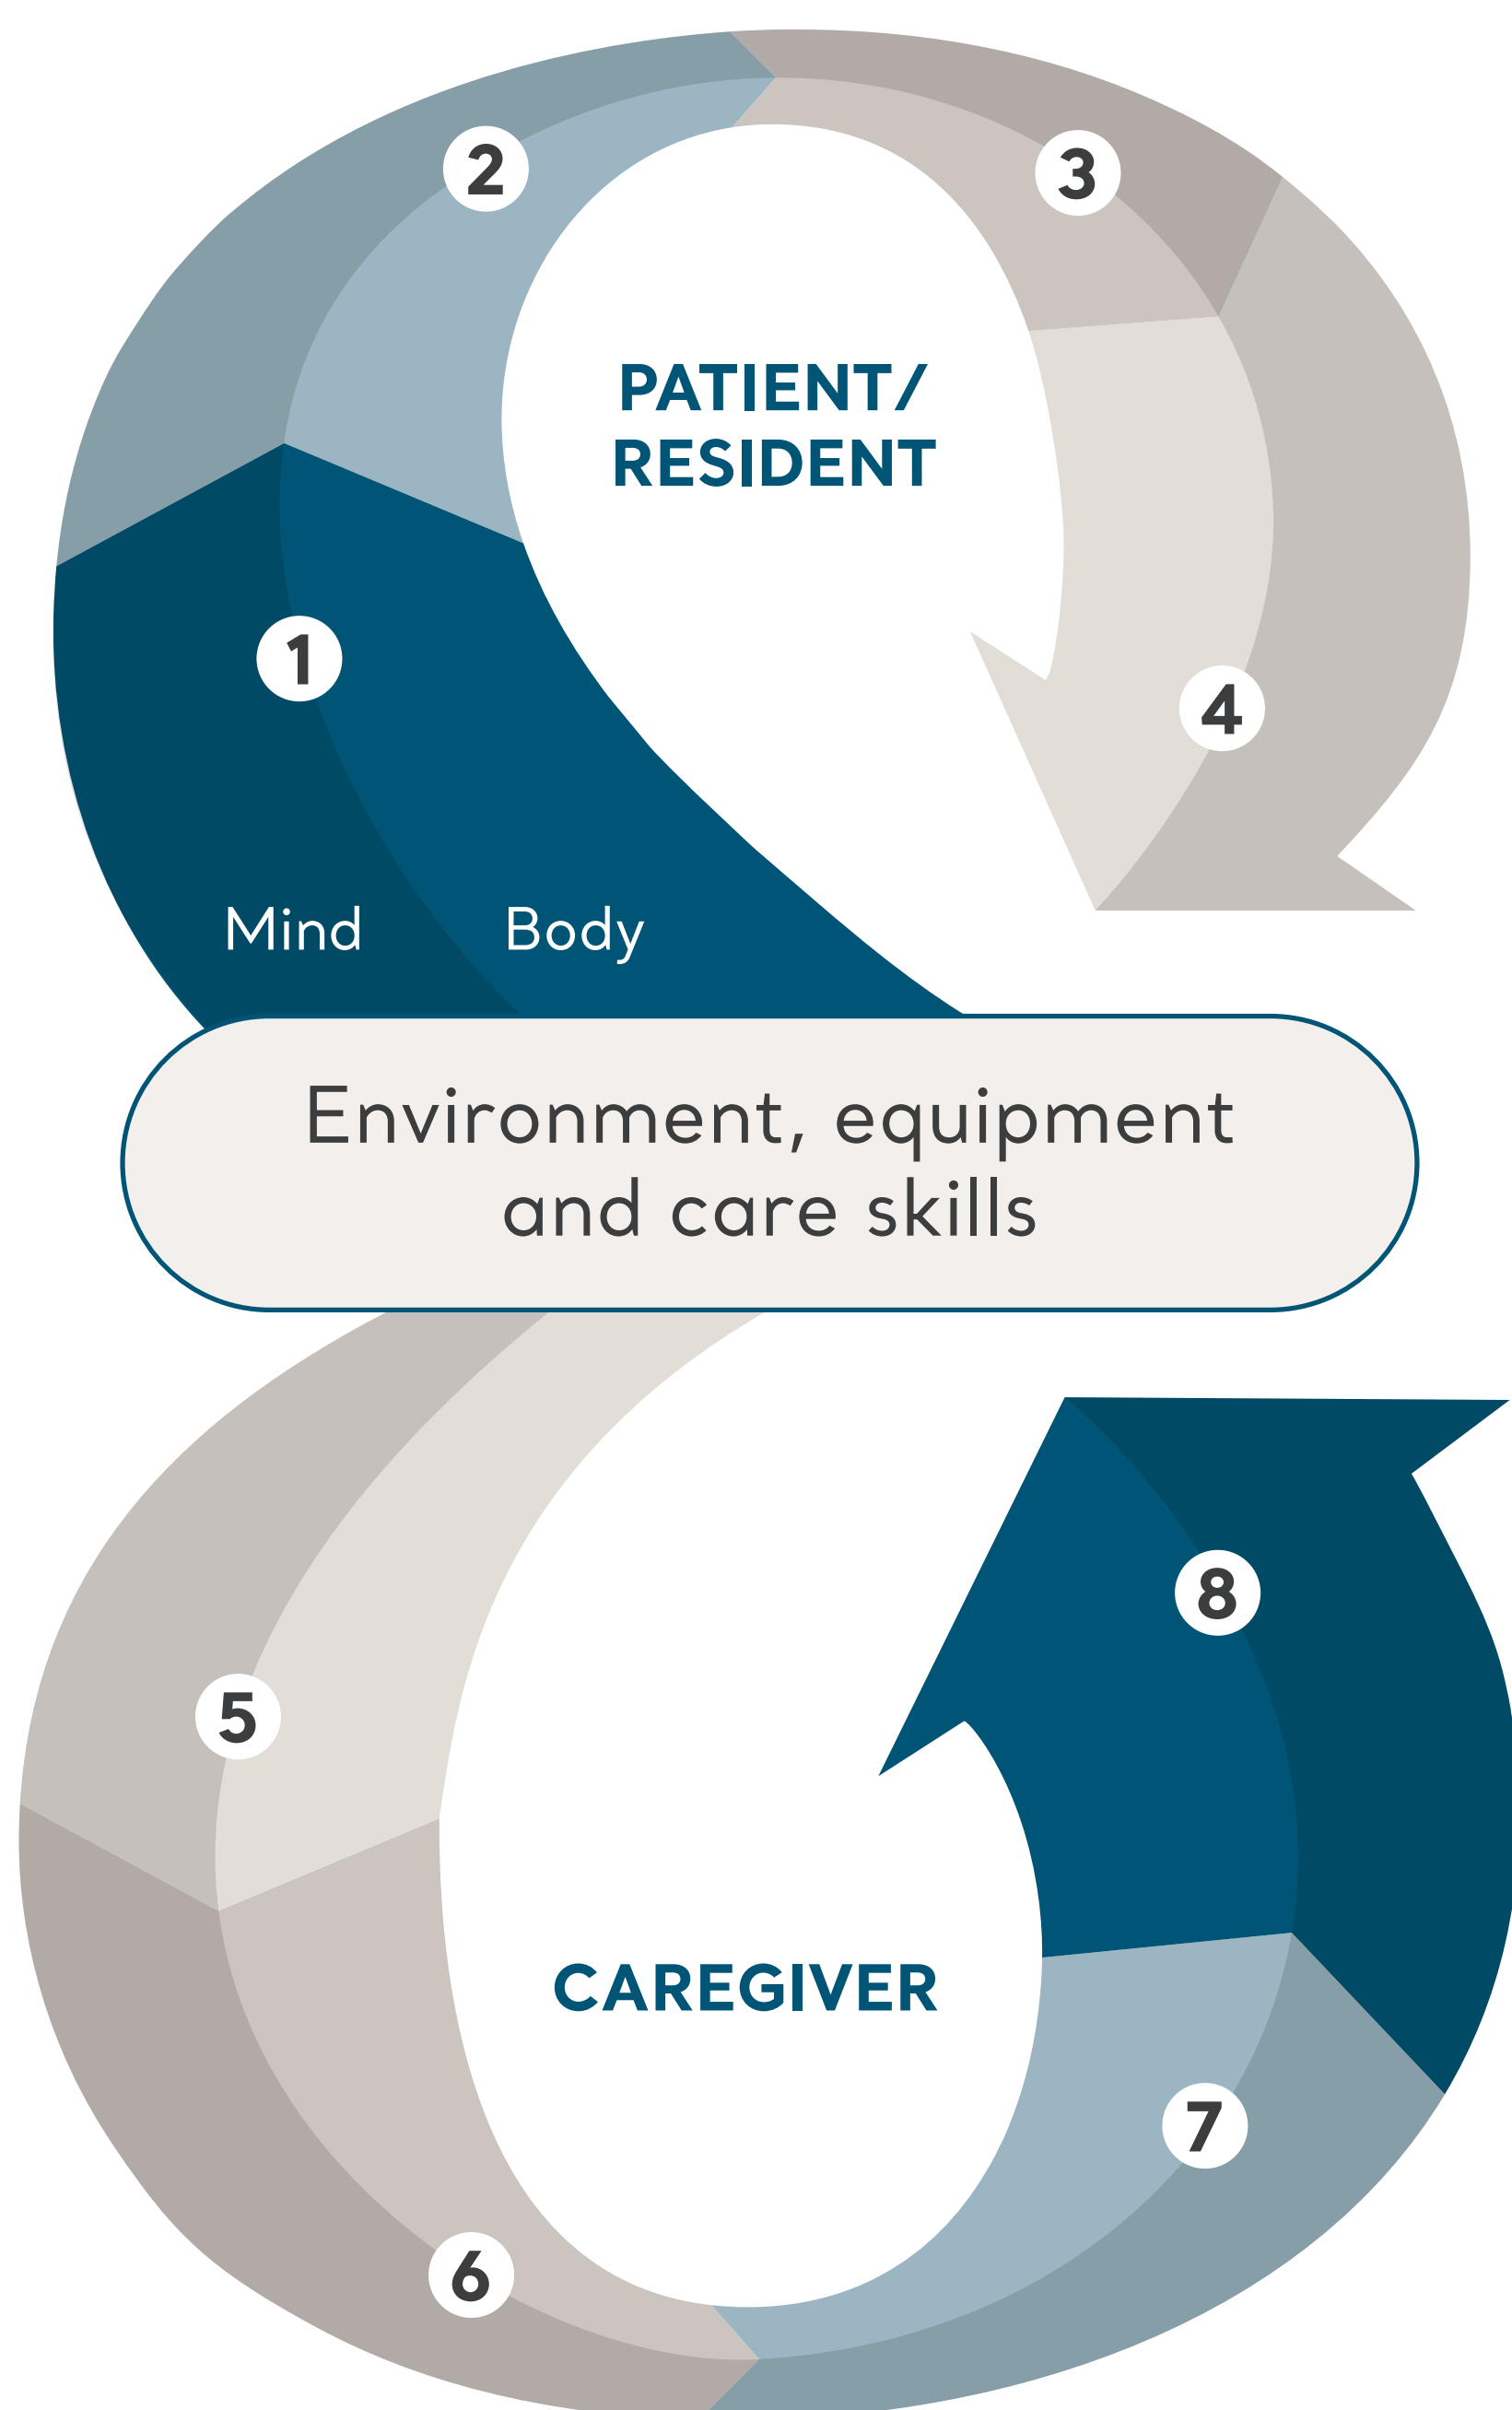 2
3
PATIENT/
RESIDENT
1
4
Mind Body
Environment, equipment
and care skills
8
5
CAREGIVER
7
6